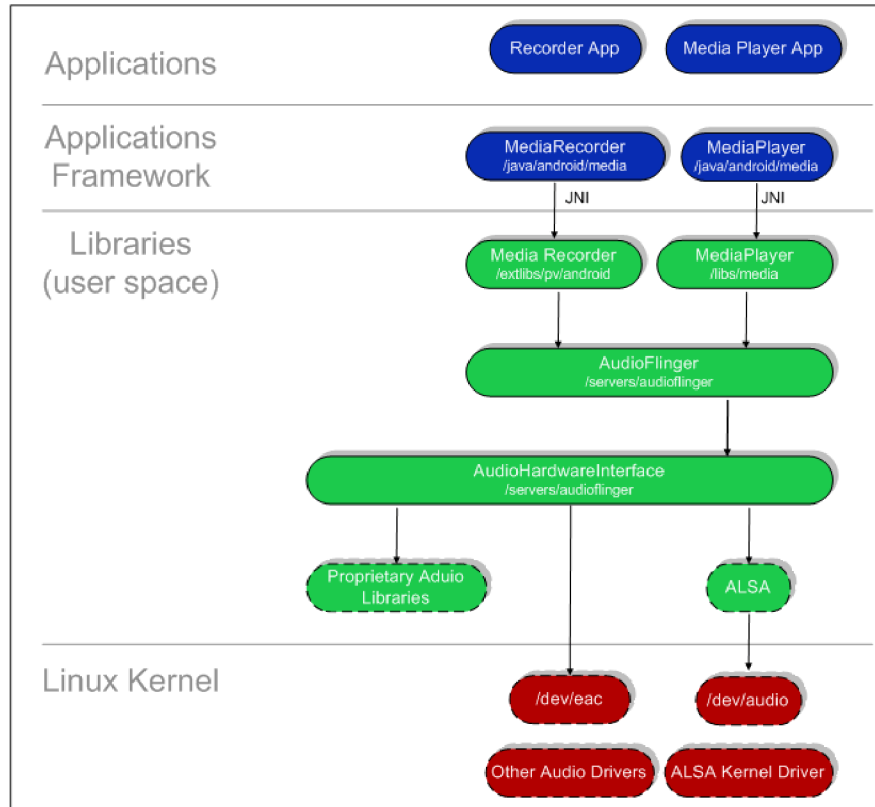 Applications
Recorder App
Media Player App
Applications
Framework
MediaRecorder
/java/android/media
MediaPlayer
/java/android/media
JNI
JNI
Libraries
(user space)
Media Recorder
/extlibs/pv/android
MediaPlayer
/libs/media
AudioFlinger
/servers/audioflinger
AudioHardwareInterface
/servers/audioflinger
Proprietary Aduio
Libraries
ALSA
Linux Kernel
/dev/eac
/dev/audio
Other Audio Drivers
ALSA Kernel Driver